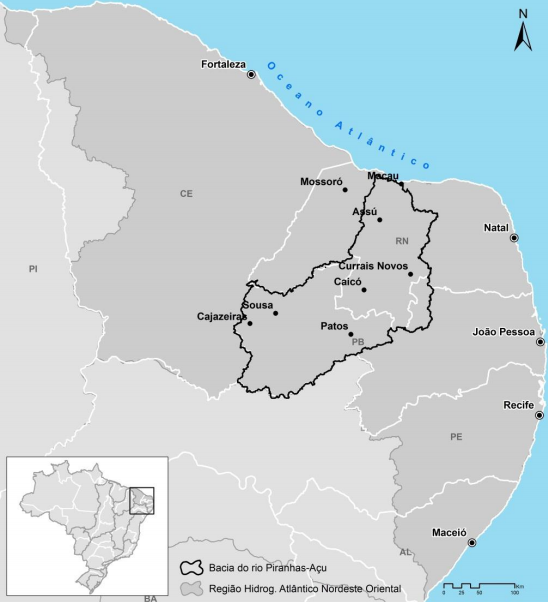 N
Fortaleza
Oceano Atlântico
Mossoró
Macau
CE
Assú
Natal
RN
PI
Currais Novos
Caicó
Sousa
Cajazeiras
Patos
PB
João Pessoa
Recife
PE
Maceió
AL
Bacia do rio Piranhas-Açu
Região Hidrog. Atlântico Nordeste Oriental
BA
0 25 50 100 Km